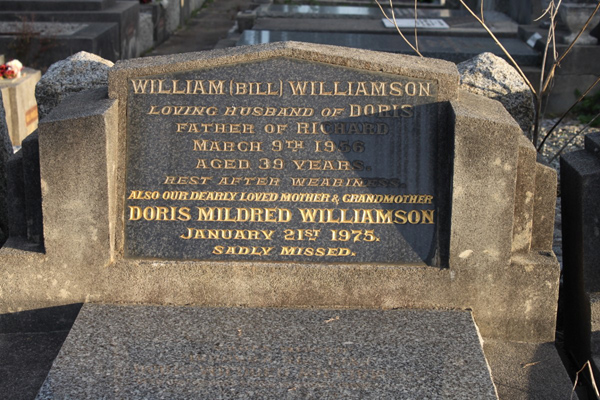 WILLIAM (BILL) WILLIAMSON
LOVING HUSBAND OF DORIS
FATHER OF RICHARD
MARCH 9TH 1956
AGED 39 YEARS.
REST AFTER WEARINESS.
ALSO OUR DEARLY LOVED MOTHER & GRANDMOTHER
DORIS MILDRED WILLIAMSON
JANUARY 21ST 1975.
SADLY MISSED.